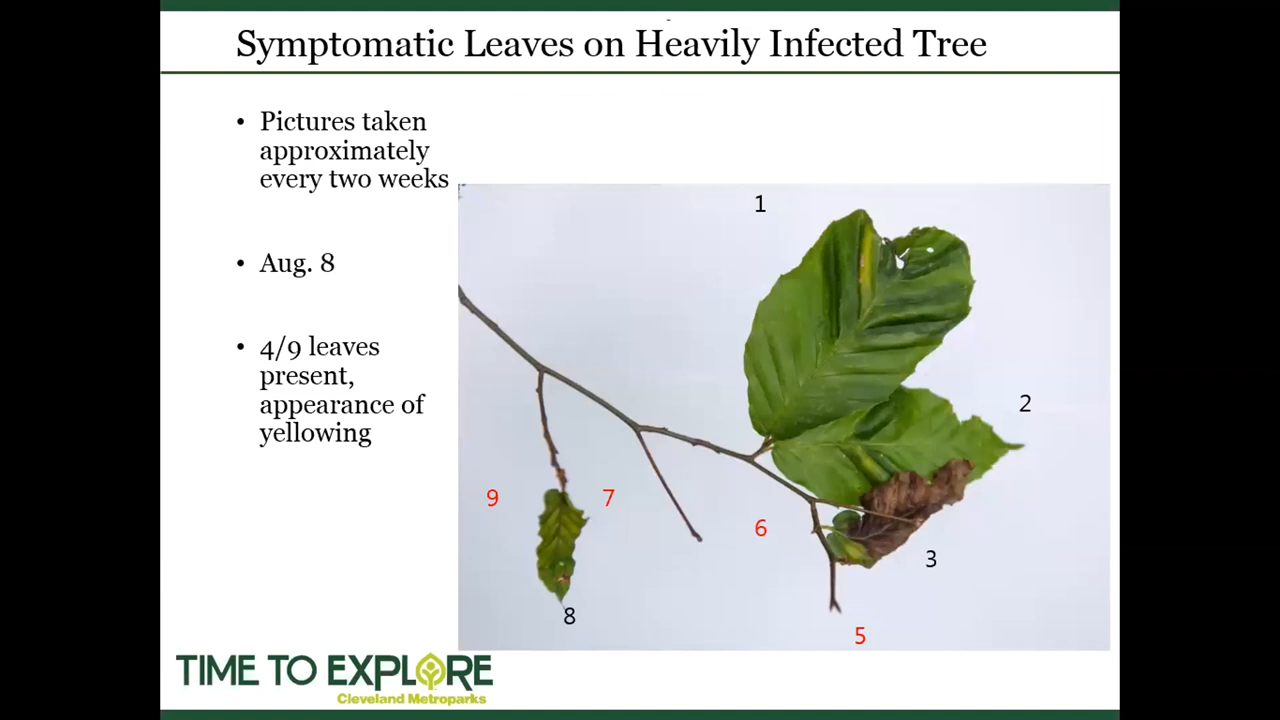 Symptomatic Leaves on Heavily Infected Tree
• Pictures taken
approximately
every two weeks
• Aug. 8
• 4/9 leaves
present,
appearance of
yellowing
1
2
9
7
6
3
8
5
TIME TO EXPLORE
Cleveland Metroparks